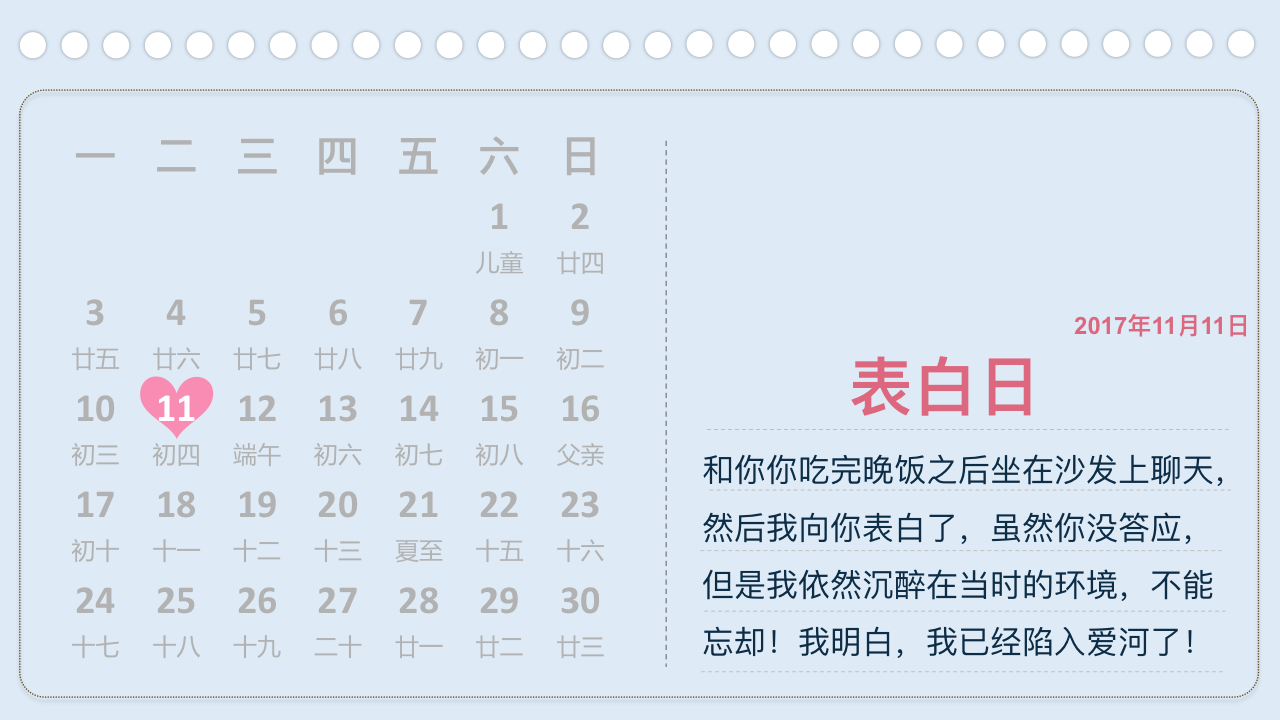 一 二 三 四 五 六 日
1 2
儿童 廿四
3 4 5 6 7 8 9
廿五 廿六 廿七 廿八 廿九 初一 初二
10 11 12 13 14 15 16
初三 初四 端午 初六 初七 初八 父亲
17 18 19 20 21 22 23
初十 十一 十二 十三 夏至 十五 十六
24 25 26 27 28 29 30
十七 十八 十九 二十 廿一 廿二 廿三
2017年11月11日
表白日
和你你吃完晚饭之后坐在沙发上聊天，
然后我向你表白了，虽然你没答应，
但是我依然沉醉在当时的环境，不能
忘却！我明白，我已经陷入爱河了！